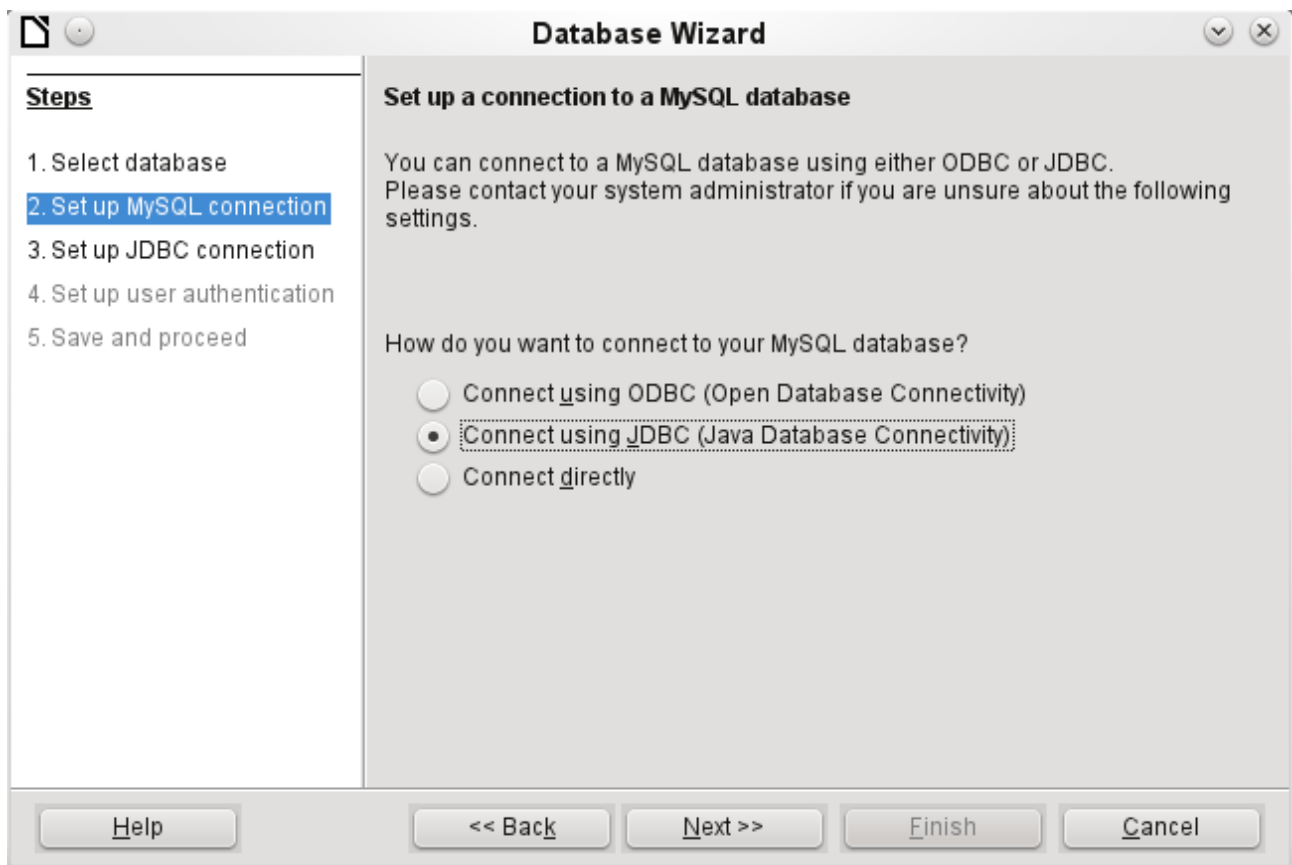 Database Wizard
Steps
1. Select database
2. Set up MySQL connection
3. Set up JDBC connection
4. Set up user authentication
5. Save and proceed
Set up a connection to a MySQL database
You can connect to a MySQL database using either ODBC or JDBC.
Please contact your system administrator if you are unsure about the following
settings.
How do you want to connect to your MySQL database?
Connect using ODBC (Open Database Connectivity)
Connect using JDBC (Java Database Connectivity)
Connect directly
Help
<< Back
Next >>
Finish
Cancel